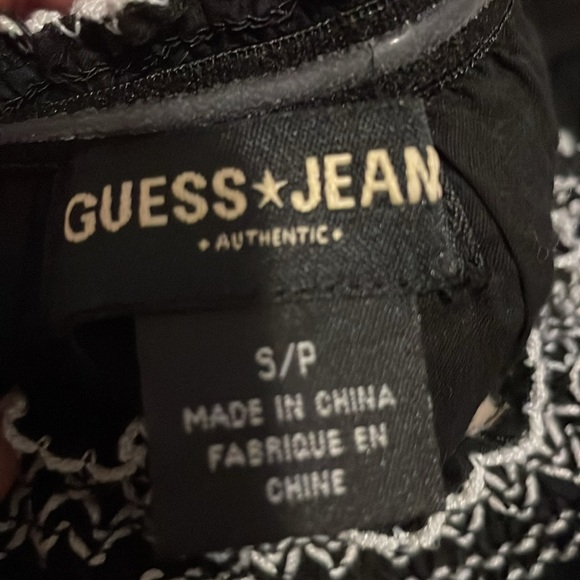 GUESS★JEAN
• AUTHENTIC •
S/P
MADE IN CHINA
FABRIQUE EN
CHINE